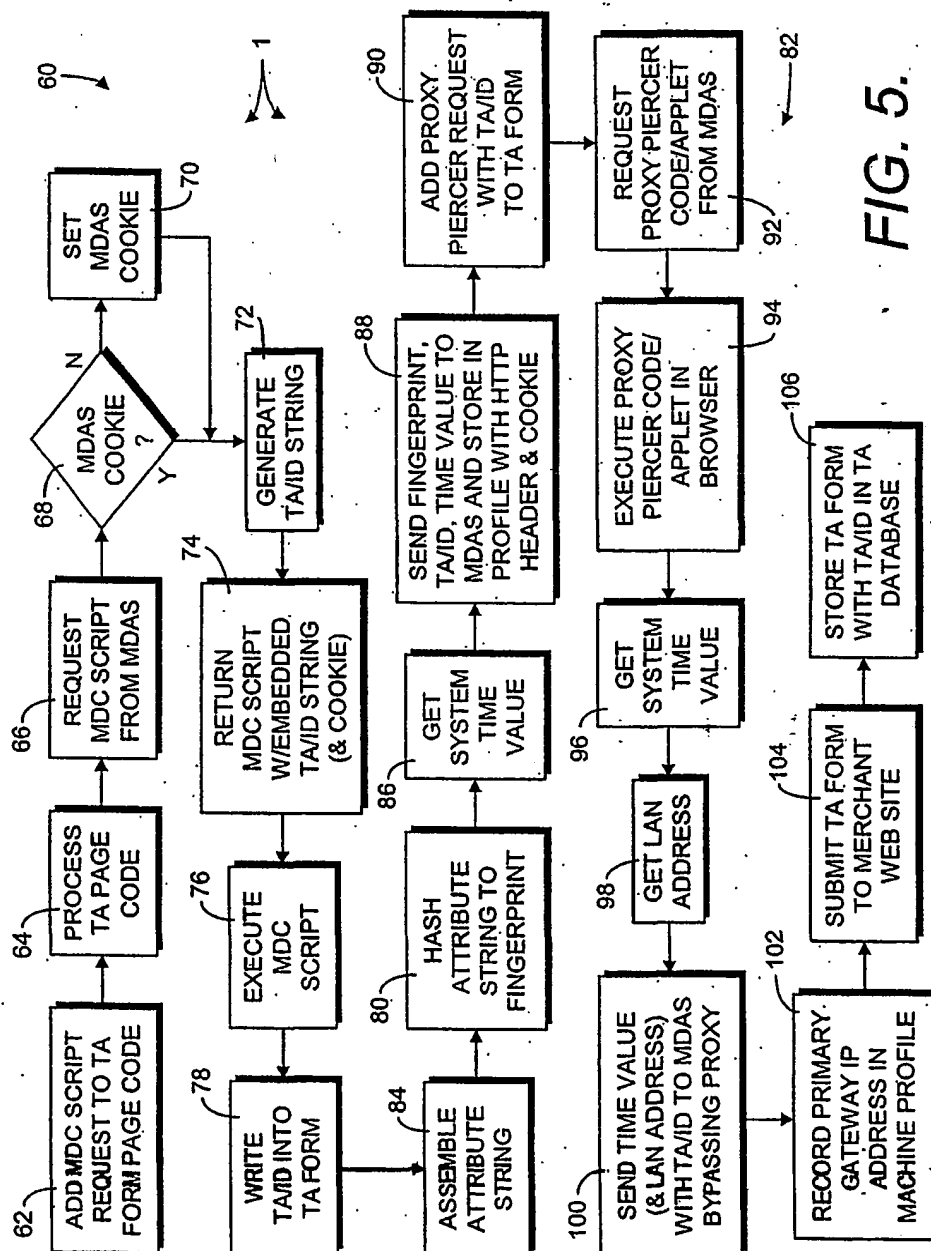 60
1
62
ADD MDC SCRIPT
REQUEST TO TA
FORM PAGE CODE
64
PROCESS
TA PAGE
CODE
66
REQUEST
MDC SCRIPT
FROM MDAS
68
MDAS
COOKIE
?
N
Y
SET
MDAS
COOKIE
70
72
GENERATE
TA/ID STRING
74
RETURN
MDC SCRIPT
W/EMBEDDED
TA/ID STRING
(& COOKIE)
76
EXECUTE
MDC
SCRIPT
78
WRITE
TA/ID INTO
TA FORM
84
ASSEMBLE
ATTRIBUTE
STRING
80
HASH
ATTRIBUTE
STRING TO
FINGERPRINT
86
GET
SYSTEM
TIME
VALUE
88
SEND FINGERPRINT,
TA/ID, TIME VALUE TO
MDAS AND STORE IN
PROFILE WITH HTTP
HEADER & COOKIE
90
ADD PROXY
PIERCER REQUEST
WITH TA/ID
TO TA FORM
REQUEST
PROXY PIERCER
CODE/APPLET
FROM MDAS
92
82
EXECUTE PROXY
PIERCER CODE/
APPLET IN
BROWSER
94
GET
SYSTEM
TIME
VALUE
96
GET LAN
ADDRESS
98
SEND TIME VALUE
(& LAN ADDRESS)
WITH TA/ID TO MDAS
BYPASSING PROXY
100
102
RECORD PRIMARY
GATEWAY IP
ADDRESS IN
MACHINE PROFILE
104
SUBMIT TA FORM
TO MERCHANT
WEB SITE
106
STORE TA FORM
WITH TA/ID IN TA
DATABASE
FIG. 5.